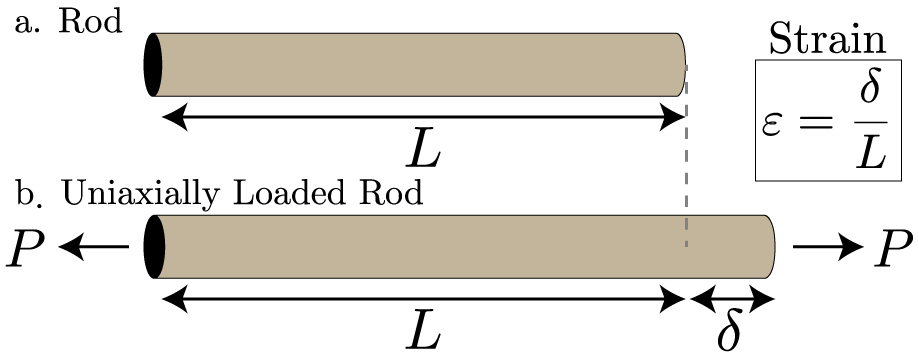 a. Rod
Strain
ε = δ/L
L
b. Uniaxially Loaded Rod
P
P
L
δ